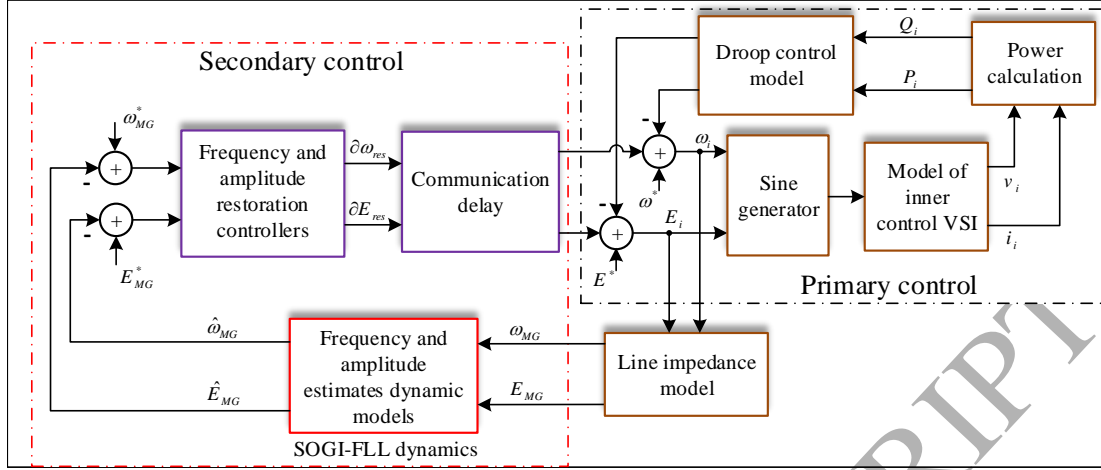 Secondary control
ω*MG
-
+
-
+
E*MG
Frequency and
amplitude
restoration
controllers
∂ωres
∂Eres
Communication
delay
ω̂MG
ÊMG
Frequency and
amplitude
estimates dynamic
models
SOGI-FLL dynamics
ωMG
EMG
Line impedance
model
Droop control
model
Qi
Pi
Power
calculation
-
+
ωi
ω*
-
+
Ei
E*
Sine
generator
Model of
inner
control VSI
vi
ii
Primary control
RIPT